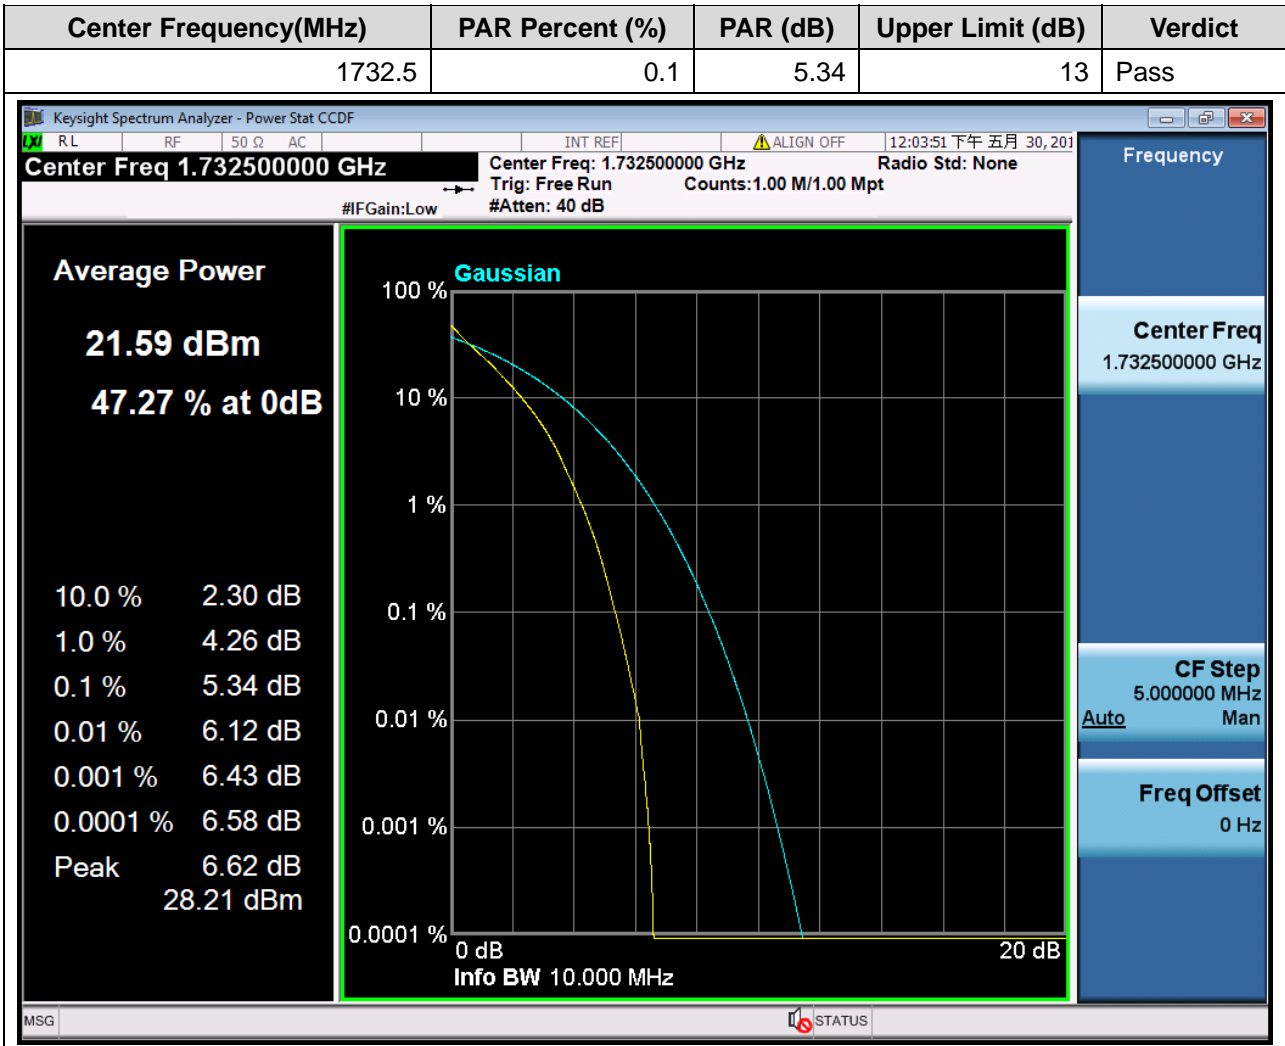 Center Frequency(MHz) PAR Percent (%) PAR (dB) Upper Limit (dB) Verdict
1732.5 0.1 5.34 13 Pass
Keysight Spectrum Analyzer - Power Stat CCDF
LXI RL RF 50 Ω AC INT REF ALIGN OFF 12:03:51 下午 五月 30, 201
Center Freq 1.732500000 GHz
Center Freq: 1.732500000 GHz Radio Std: None
Trig: Free Run Counts:1.00 M/1.00 Mpt
#IFGain:Low #Atten: 40 dB
Frequency
Average Power
21.59 dBm
47.27 % at 0dB
10.0 % 2.30 dB
1.0 % 4.26 dB
0.1 % 5.34 dB
0.01 % 6.12 dB
0.001 % 6.43 dB
0.0001 % 6.58 dB
Peak 6.62 dB
28.21 dBm
Gaussian
100 %
10 %
1 %
0.1 %
0.01 %
0.001 %
0.0001 %
0 dB 20 dB
Info BW 10.000 MHz
Center Freq
1.732500000 GHz
CF Step
5.000000 MHz
Auto Man
Freq Offset
0 Hz
MSG STATUS